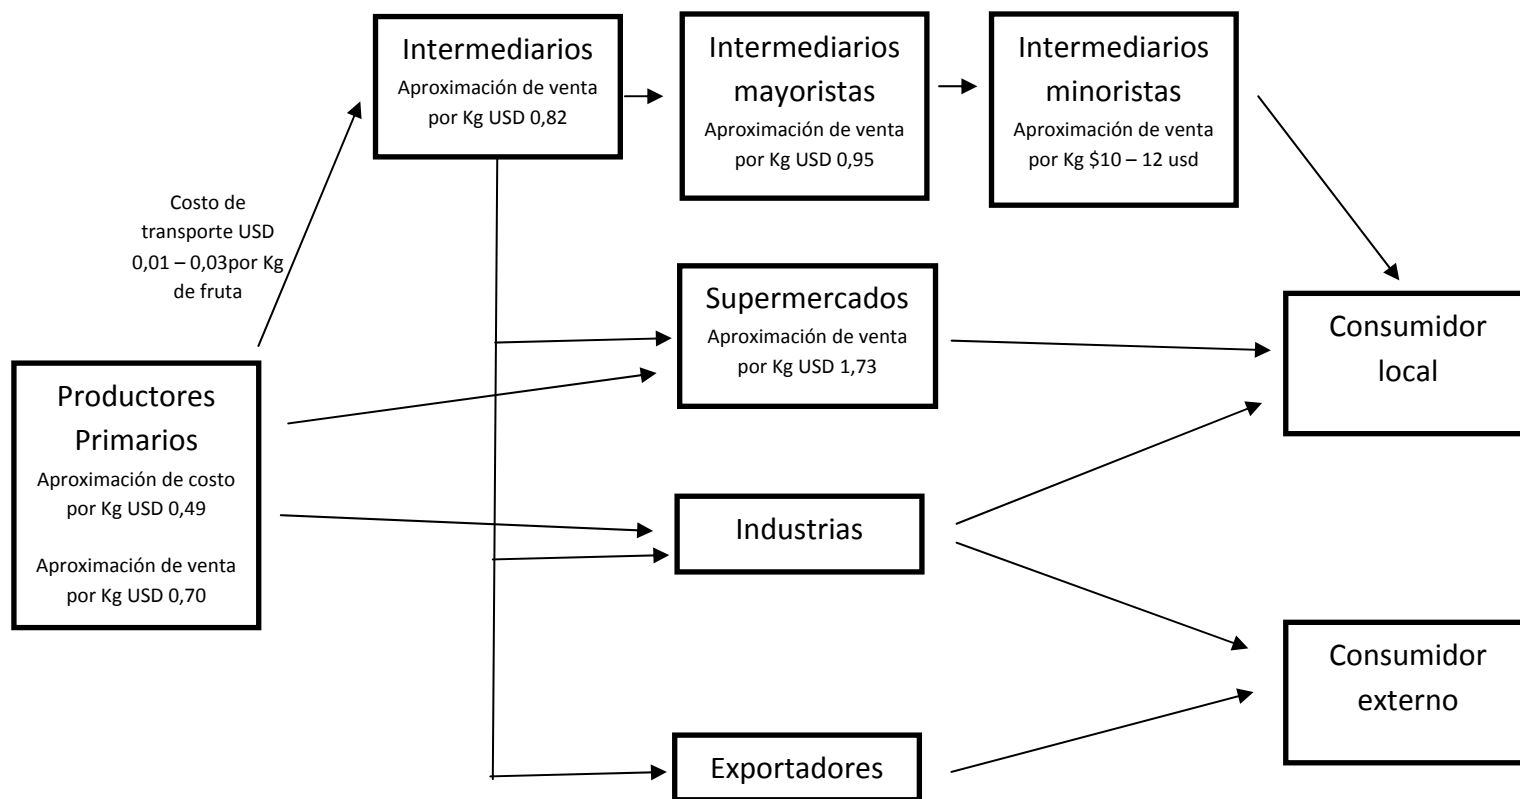 Intermediarios
Aproximación de venta
por Kg USD 0,82
Intermediarios
mayoristas
Aproximación de venta
por Kg USD 0,95
Intermediarios
minoristas
Aproximación de venta
por Kg $10 – 12 usd
Costo de
transporte USD
0,01 – 0,03por Kg
de fruta
Supermercados
Aproximación de venta
por Kg USD 1,73
Consumidor
local
Productores
Primarios
Aproximación de costo
por Kg USD 0,49
Aproximación de venta
por Kg USD 0,70
Industrias
Consumidor
externo
Exportadores